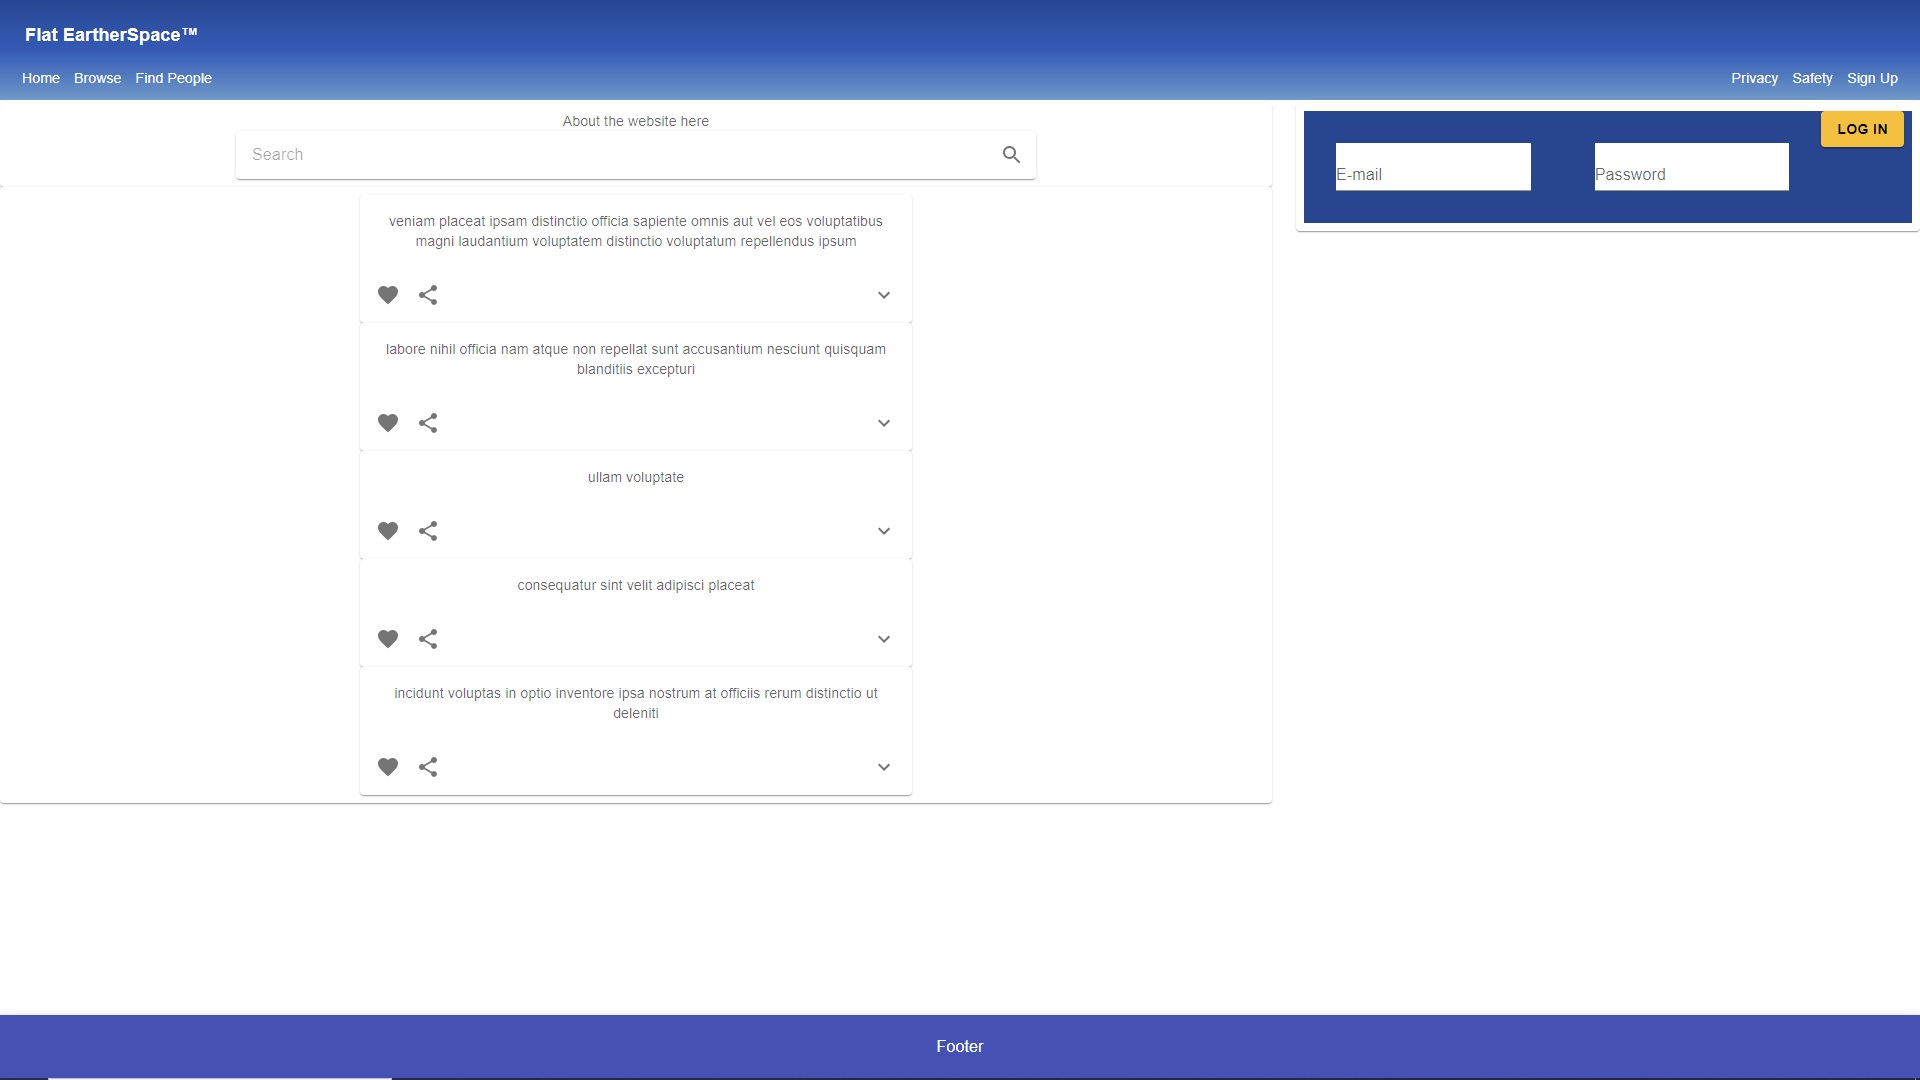 Flat EartherSpace™
Home Browse Find People
Privacy Safety Sign Up
About the website here
Search
LOG IN
E-mail
Password
veniam placeat ipsam distinctio officia sapiente omnis aut vel eos voluptatibus
magni laudantium voluptatem distinctio voluptatum repellendus ipsum
labore nihil officia nam atque non repellat sunt accusantium nesciunt quisquam
blanditiis excepturi
ullam voluptate
consequatur sint velit adipisci placeat
incidunt voluptas in optio inventore ipsa nostrum at officiis rerum distinctio ut
deleniti
Footer